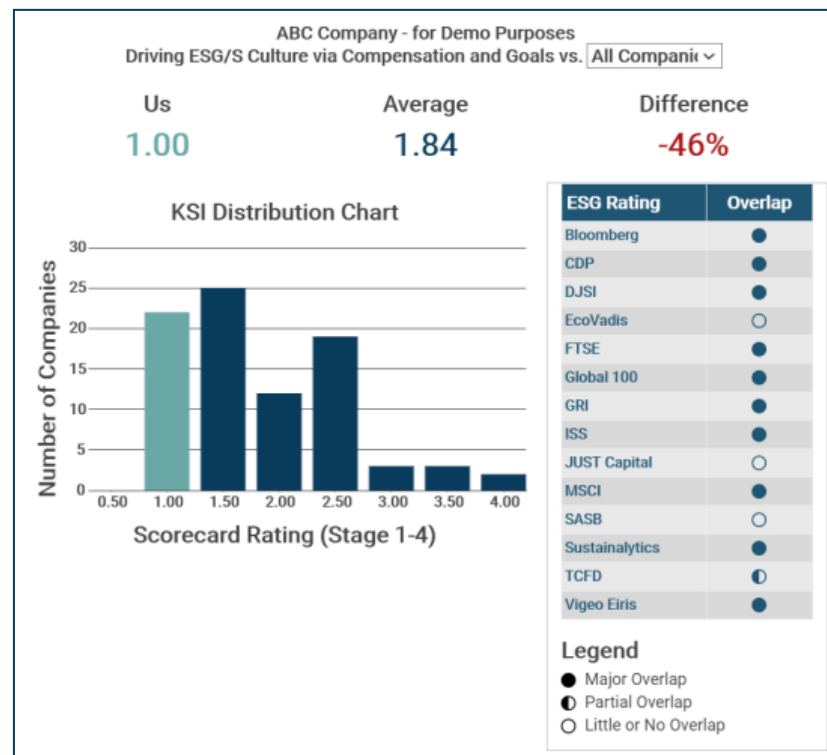 ABC Company - for Demo Purposes
Driving ESG/S Culture via Compensation and Goals vs. All Companie
Us Average Difference
1.00 1.84 -46%
KSI Distribution Chart
Number of Companies
30
25
20
15
10
5
0
0.50 1.00 1.50 2.00 2.50 3.00 3.50 4.00
Scorecard Rating (Stage 1-4)
ESG Rating Overlap
Bloomberg
CDP
DJSI
EcoVadis
FTSE
Global 100
GRI
ISS
JUST Capital
MSCI
SASB
Sustainalytics
TCFD
Vigeo Eiris
Legend
Major Overlap
Partial Overlap
Little or No Overlap